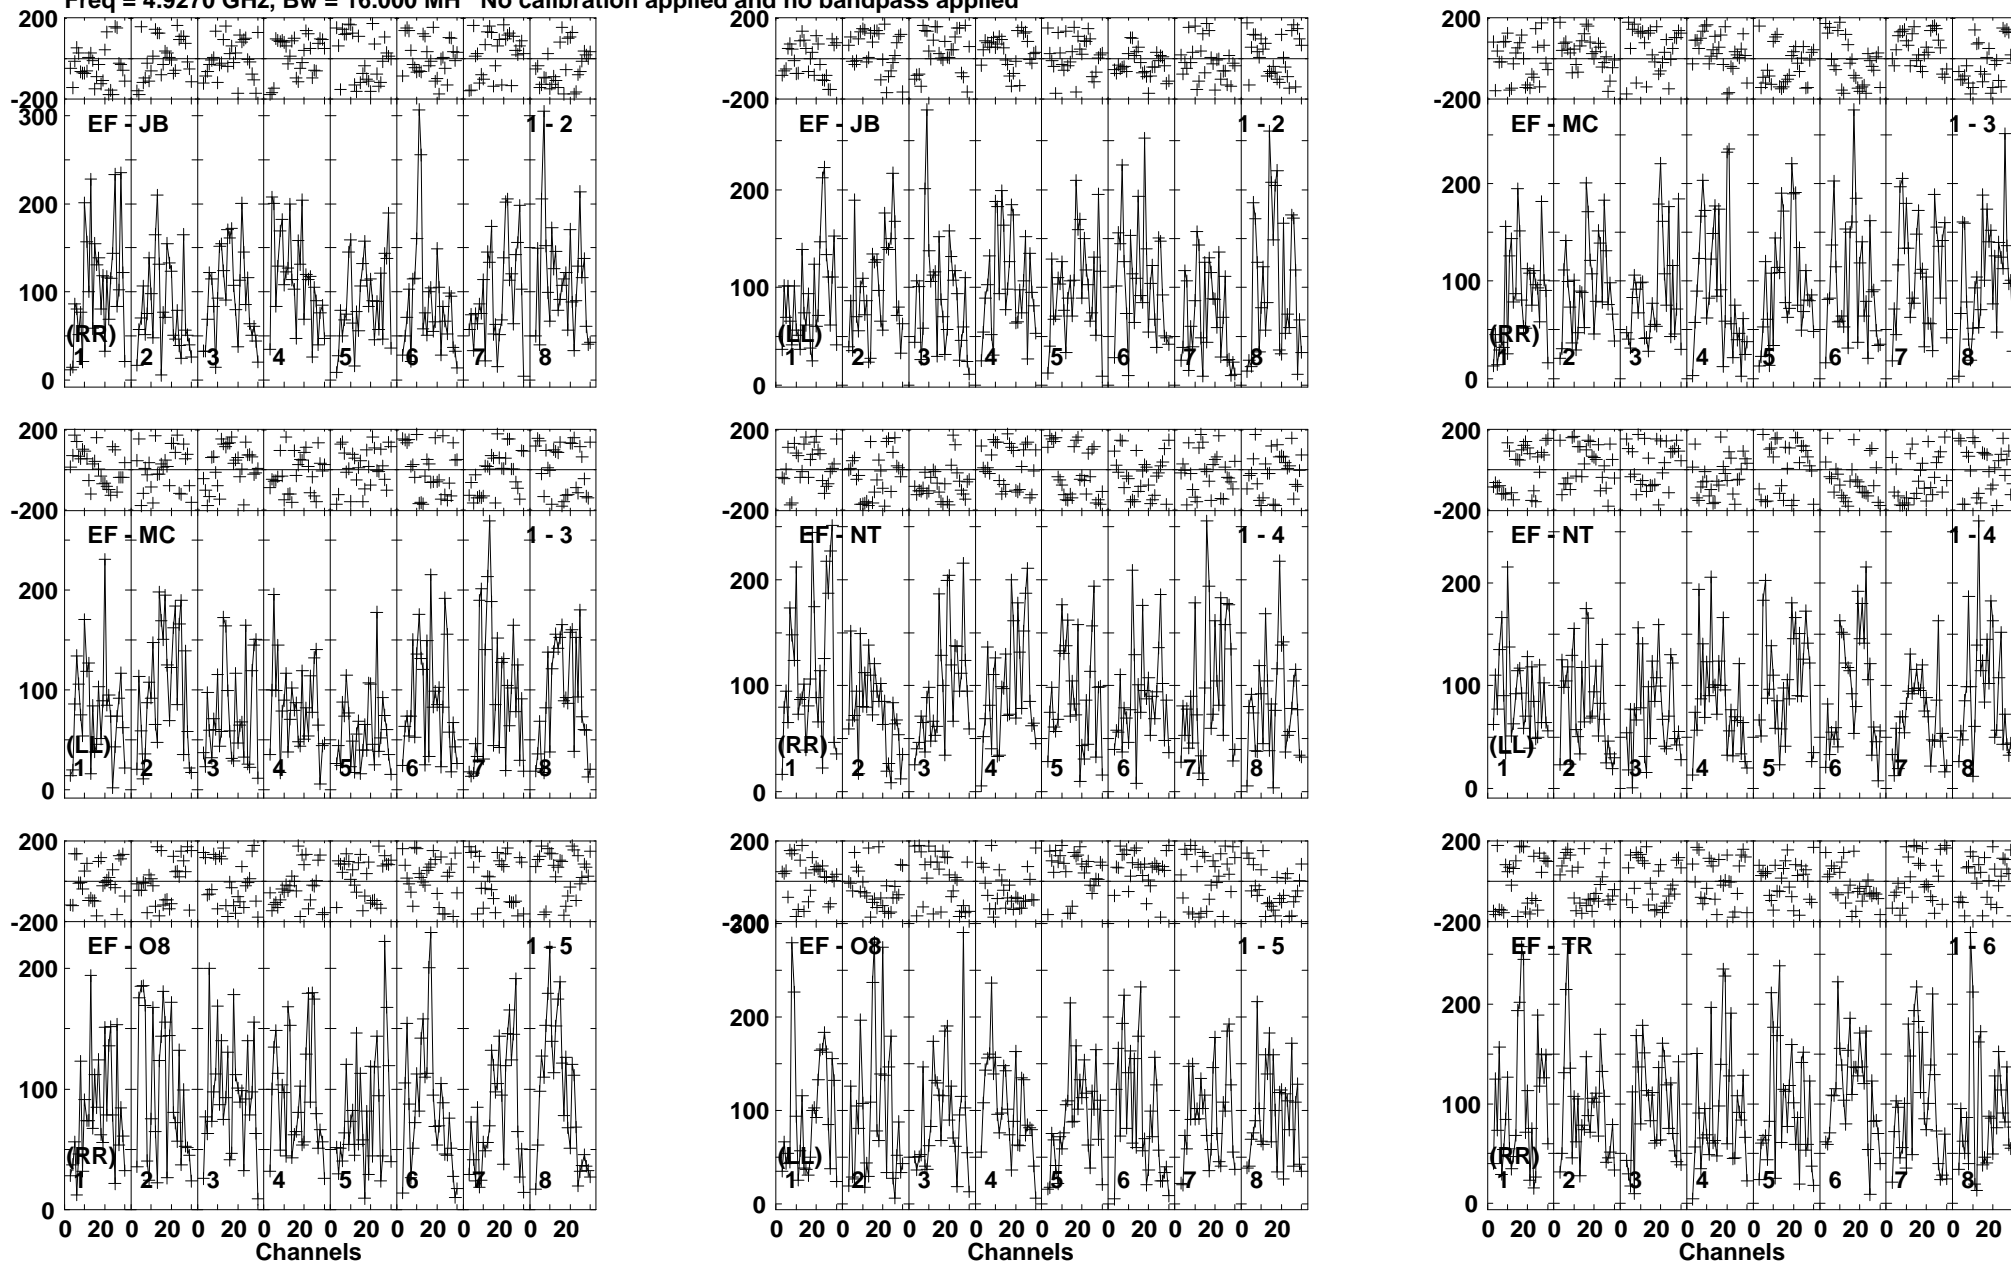 Freq = 4.9270 GHz, Bw = 16.000 MH   No calibration applied and no bandpass applied
200 200 200
-200 -200 -200
300 EF - JB 1 - 2 EF - JB 1 - 2 EF - MC 1 - 3
200 200 200
100 100 100
(RR) (LL) (RR)
1 2 3 4 5 6 7 8 1 2 3 4 5 6 7 8 1 2 3 4 5 6 7 8
0 0 0
200 200 200
-200 -200 -200
EF - MC 1 - 3 EF - NT 1 - 4 EF - NT 1 - 4
200 200 200
100 100 100
(LL) (RR) (LL)
1 2 3 4 5 6 7 8 1 2 3 4 5 6 7 8 1 2 3 4 5 6 7 8
0 0 0
200 200 200
-200 -200 -200
300
EF - O8 1 - 5 EF - O8 1 - 5 EF - TR 1 - 6
200 200 200
100 100 100
(RR) (LL) (RR)
1 2 3 4 5 6 7 8 1 2 3 4 5 6 7 8 1 2 3 4 5 6 7 8
0 0 0
0 20 0 20 0 20 0 20 0 20 0 20 0 20 0 20 0 20 0 20 0 20 0 20 0 20 0 20 0 20 0 20 0 20 0 20 0 20 0 20 0 20 0 20 0 20 0 20
Channels Channels Channels